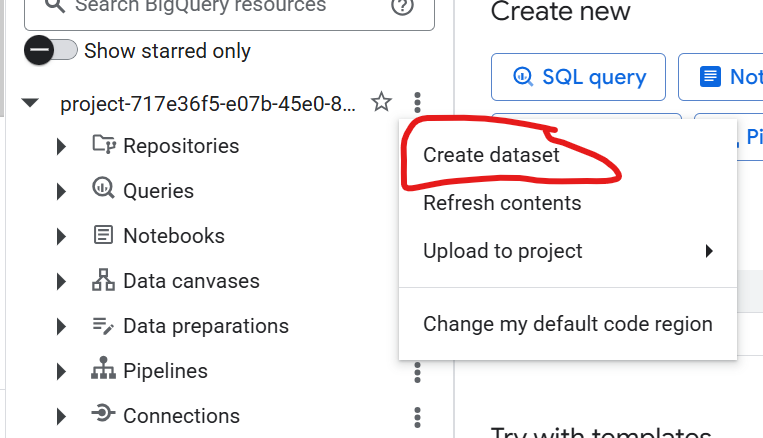 Search BigQuery resources
Create new
Show starred only
SQL query
Not
project-717e36f5-e07b-45e0-8...
Repositories
Queries
Notebooks
Data canvases
Data preparations
Pipelines
Connections
Create dataset
Refresh contents
Upload to project
Change my default code region
Pi
Try with templates